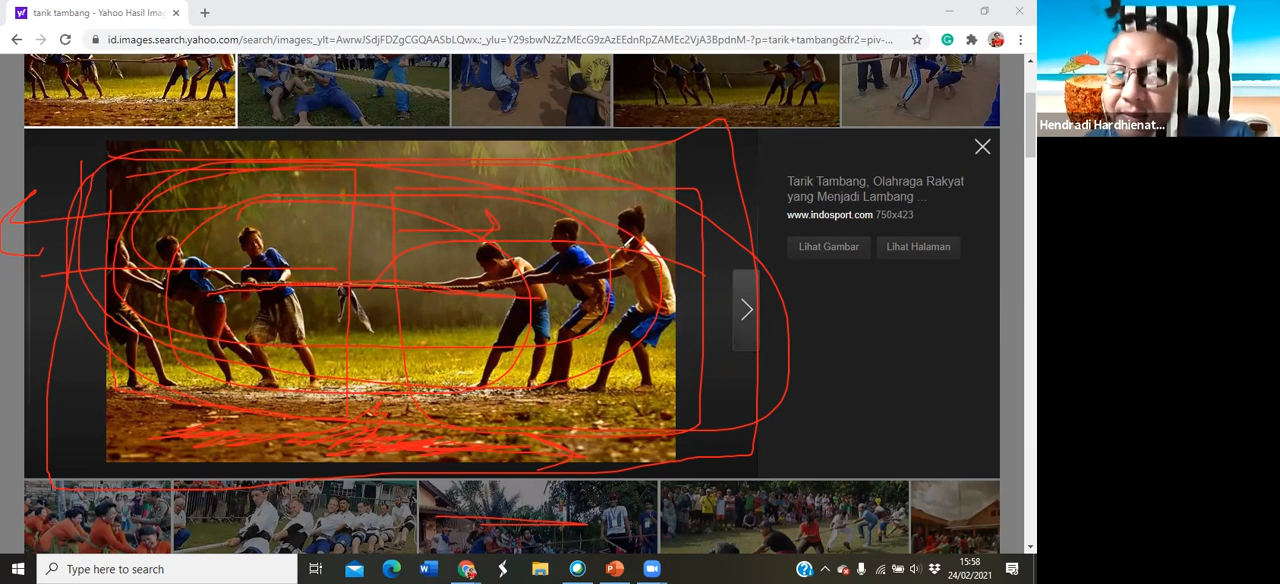 tarik tambang - Yahoo Hasil Imag
id.images.search.yahoo.com/search/images;_ylt=AwrwJSdjFDZgCGQAASbLQwx.;_ylu=Y29sbwNzZzMEcG9zAzEEdnRpZAMEc2VjA3BpdnM-?p=tarik+tambang&fr2=piv-...
Hendradi Hardhienat...
Tarik Tambang, Olahraga Rakyat
yang Menjadi Lambang ...
www.indosport.com 750x423
Lihat Gambar
Lihat Halaman
Type here to search
15:58
24/02/2021